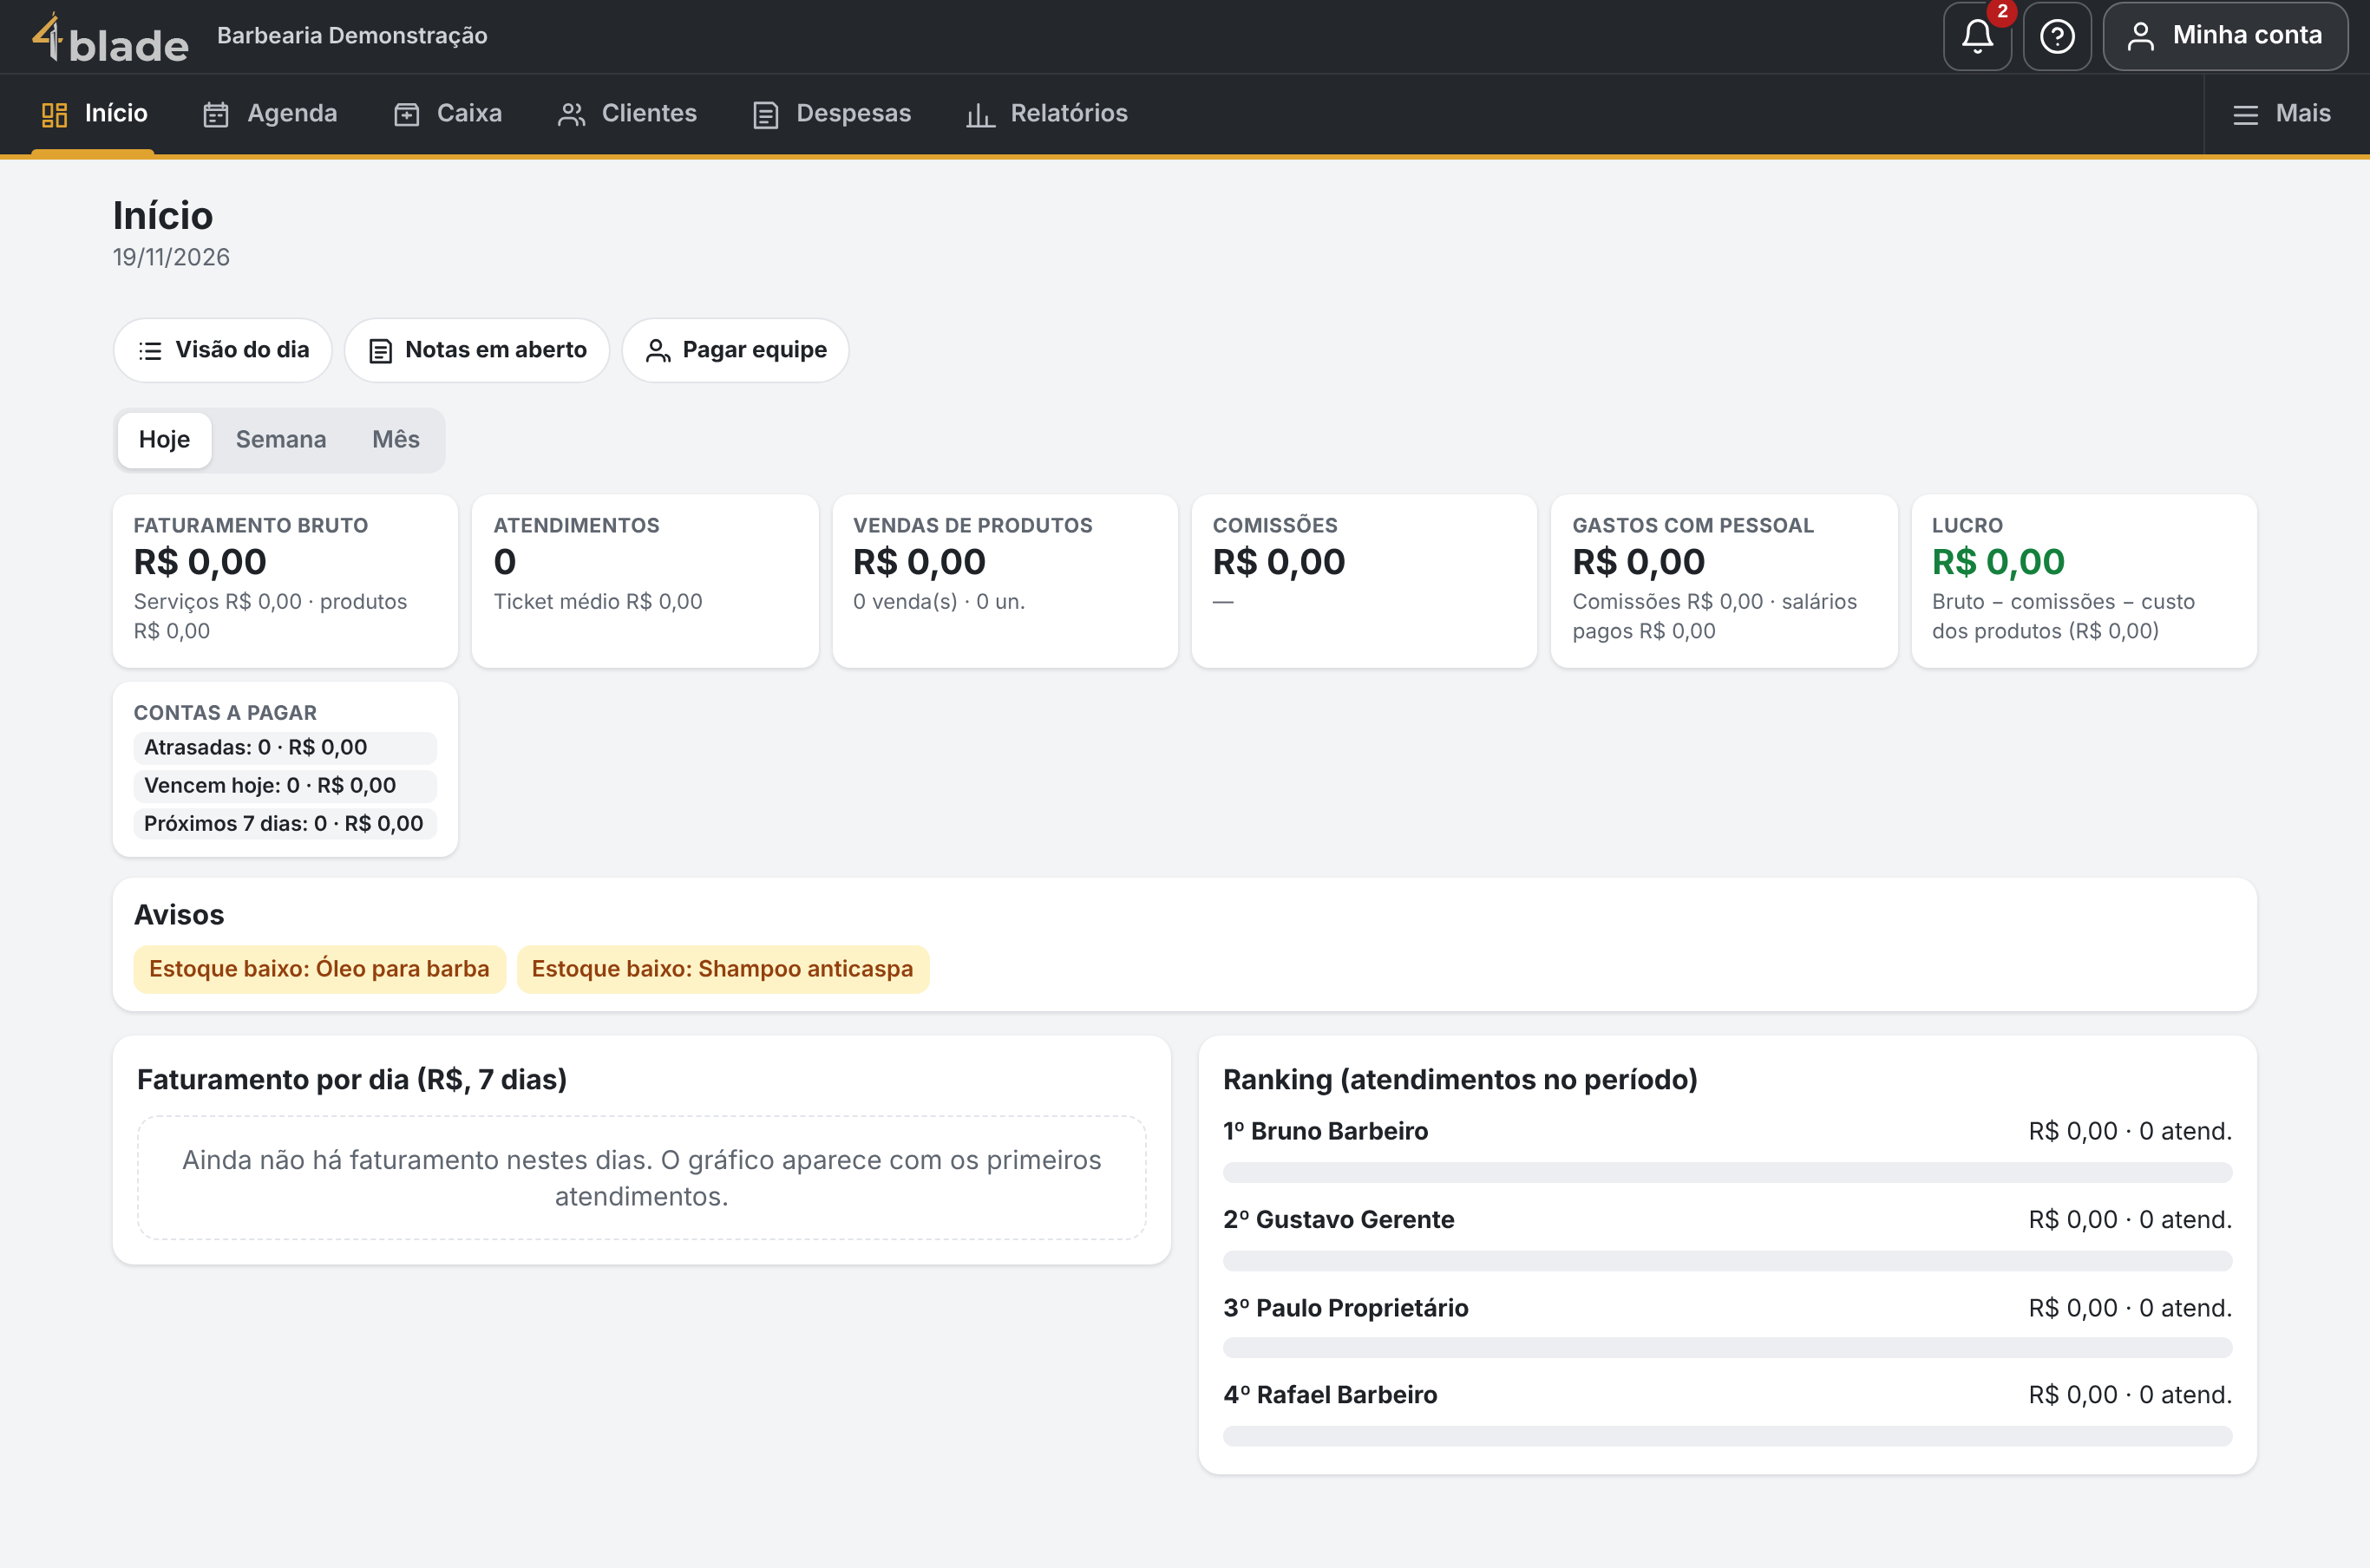 4blade
Barbearia Demonstração
2
Minha conta
Início
Agenda
Caixa
Clientes
Despesas
Relatórios
Mais
Início
19/11/2026
Visão do dia
Notas em aberto
Pagar equipe
Hoje
Semana
Mês
FATURAMENTO BRUTO
R$ 0,00
Serviços R$ 0,00 · produtos
R$ 0,00
ATENDIMENTOS
0
Ticket médio R$ 0,00
VENDAS DE PRODUTOS
R$ 0,00
0 venda(s) · 0 un.
COMISSÕES
R$ 0,00
—
GASTOS COM PESSOAL
R$ 0,00
Comissões R$ 0,00 · salários
pagos R$ 0,00
LUCRO
R$ 0,00
Bruto − comissões − custo
dos produtos (R$ 0,00)
CONTAS A PAGAR
Atrasadas: 0 · R$ 0,00
Vencem hoje: 0 · R$ 0,00
Próximos 7 dias: 0 · R$ 0,00
Avisos
Estoque baixo: Óleo para barba
Estoque baixo: Shampoo anticaspa
Faturamento por dia (R$, 7 dias)
Ainda não há faturamento nestes dias. O gráfico aparece com os primeiros
atendimentos.
Ranking (atendimentos no período)
1º Bruno Barbeiro
R$ 0,00 · 0 atend.
2º Gustavo Gerente
R$ 0,00 · 0 atend.
3º Paulo Proprietário
R$ 0,00 · 0 atend.
4º Rafael Barbeiro
R$ 0,00 · 0 atend.